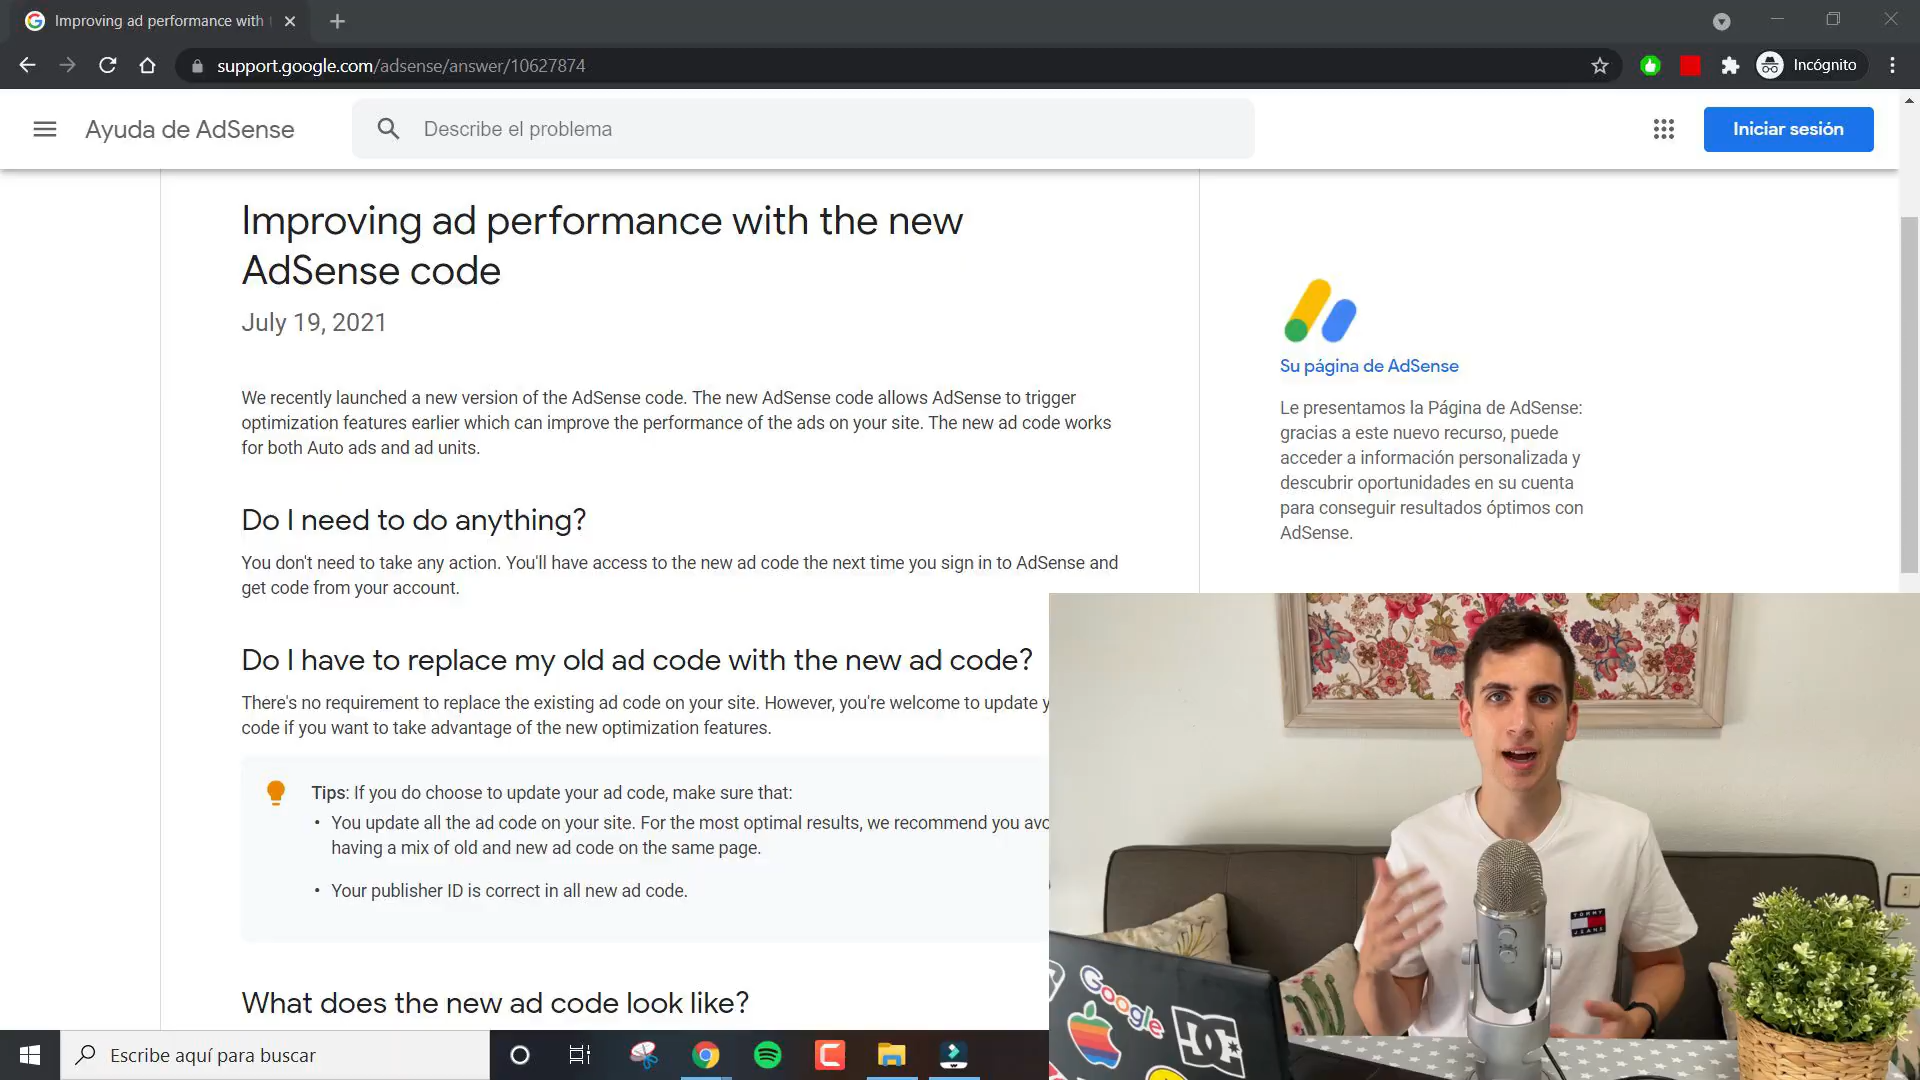 Improving ad performance with
support.google.com/adsense/answer/10627874
Incógnito
Ayuda de AdSense
Describe el problema
Iniciar sesión
Improving ad performance with the new
AdSense code
July 19, 2021
We recently launched a new version of the AdSense code. The new AdSense code allows AdSense to trigger
optimization features earlier which can improve the performance of the ads on your site. The new ad code works
for both Auto ads and ad units.
Do I need to do anything?
You don't need to take any action. You'll have access to the new ad code the next time you sign in to AdSense and
get code from your account.
Do I have to replace my old ad code with the new ad code?
There's no requirement to replace the existing ad code on your site. However, you're welcome to update
code if you want to take advantage of the new optimization features.
Tips: If you do choose to update your ad code, make sure that:
• You update all the ad code on your site. For the most optimal results, we recommend you
having a mix of old and new ad code on the same page.
• Your publisher ID is correct in all new ad code.
What does the new ad code look like?
Su página de AdSense
Le presentamos la Página de AdSense:
gracias a este nuevo recurso, puede
acceder a información personalizada y
descubrir oportunidades en su cuenta
para conseguir resultados óptimos con
AdSense.
TOMMY
JEANS
Google
DC
Escribe aquí para buscar